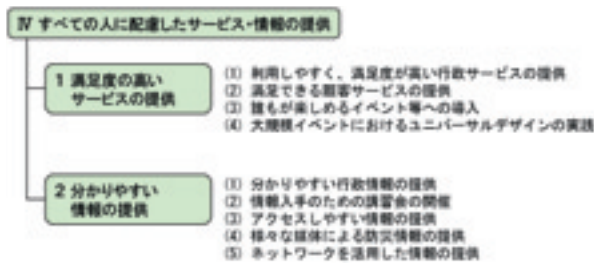 Ⅳ すべての人に配慮したサービス・情報の提供
1 満足度の高い
サービスの提供
(1) 利用しやすく、満足度が高い行政サービスの提供
(2) 満足できる顧客サービスの提供
(3) 誰もが楽しめるイベント等への導入
(4) 大規模イベントにおけるユニバーサルデザインの実践
2 分かりやすい
情報の提供
(1) 分かりやすい行政情報の提供
(2) 情報入手のための講習会の開催
(3) アクセスしやすい情報の提供
(4) 様々な媒体による防災情報の提供
(5) ネットワークを活用した情報の提供